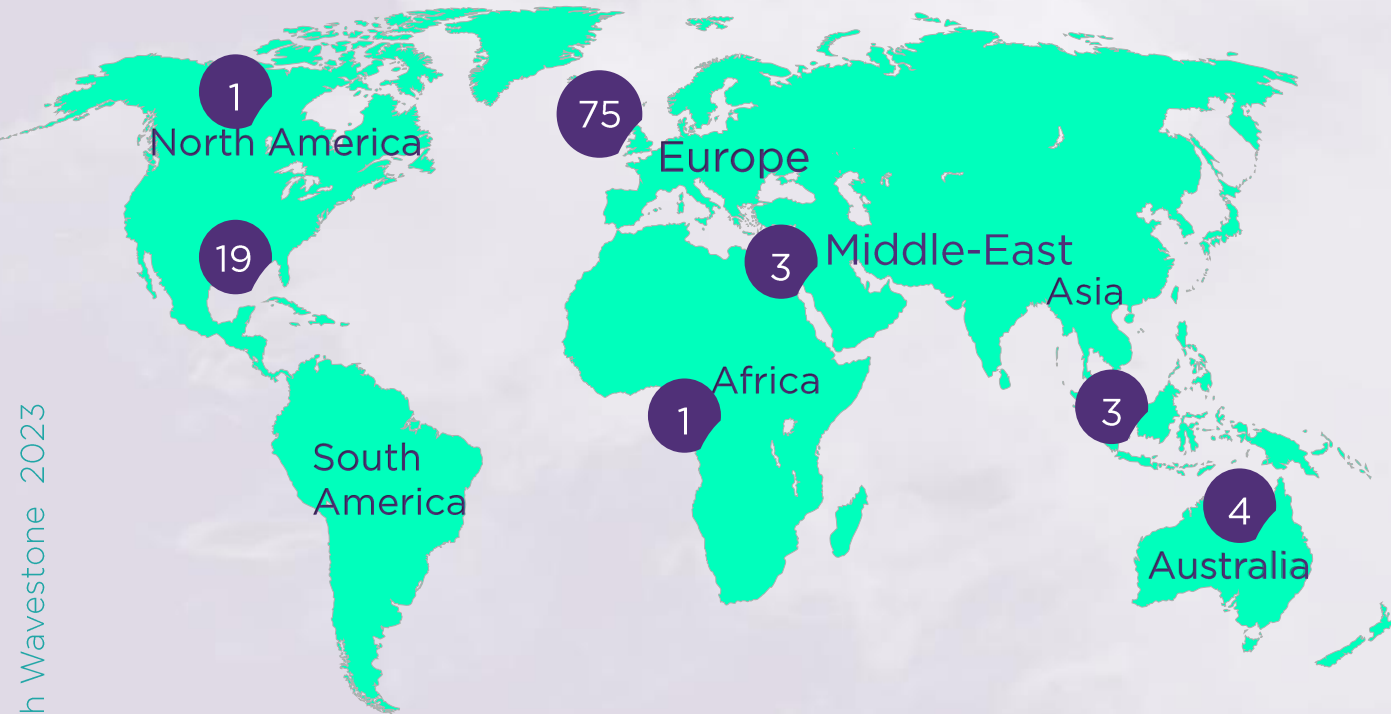 1
North America
75
Europe
19
3
Middle-East
Asia
Africa
1
3
South
America
4
Australia
h Wavestone 2023